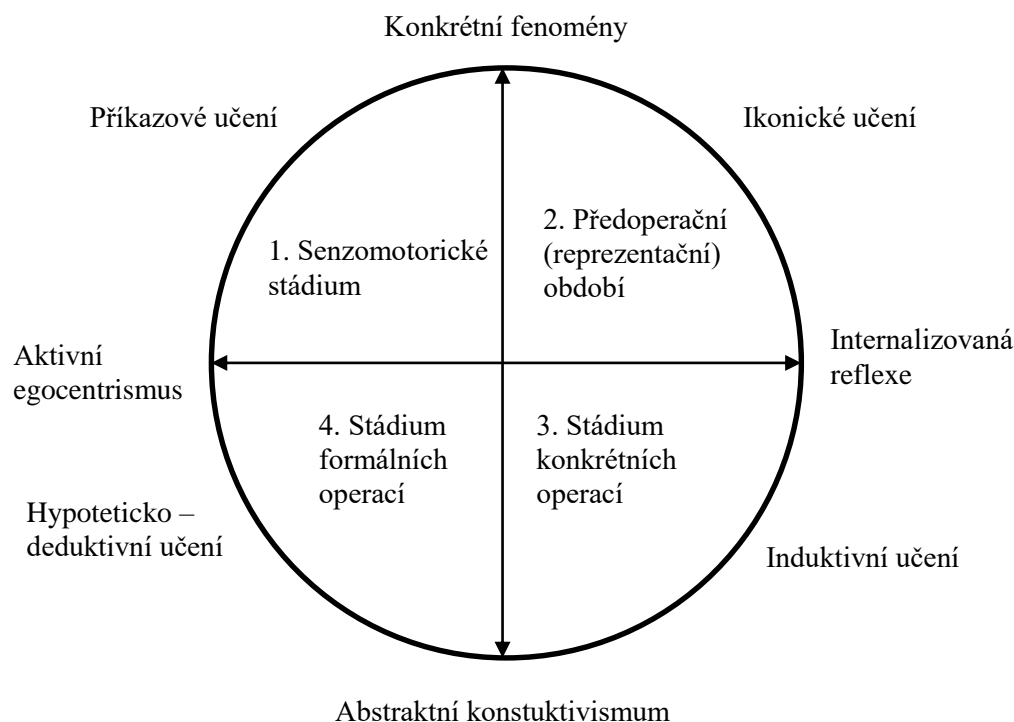 Konkrétní fenomény
Příkazové učení
Ikonické učení
1. Senzomotorické
stádium
2. Předoperační
(reprezentační)
období
Aktivní
egocentrismus
Internalizovaná
reflexe
4. Stádium
formálních
operací
3. Stádium
konkrétních
operací
Hypoteticko –
deduktivní učení
Induktivní učení
Abstraktní konstuktivismum